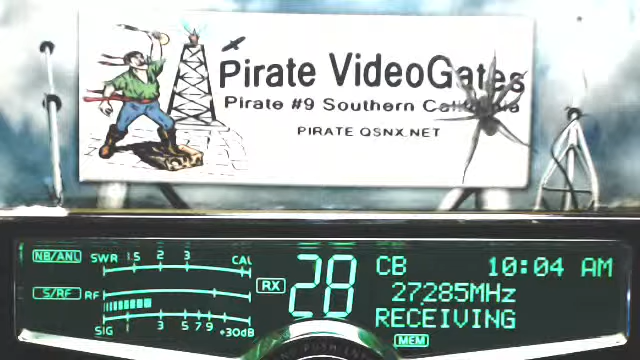 Pirate VideoGates
Pirate #9 Southern California
PIRATE QSNX.NET
NB/ANL SWR 1.5 2 3 CAL
S/RF RF
SIG 1 3 5 7 9 +30dB
RX 28
CB 10:04 AM
27285MHz
RECEIVING
MEM